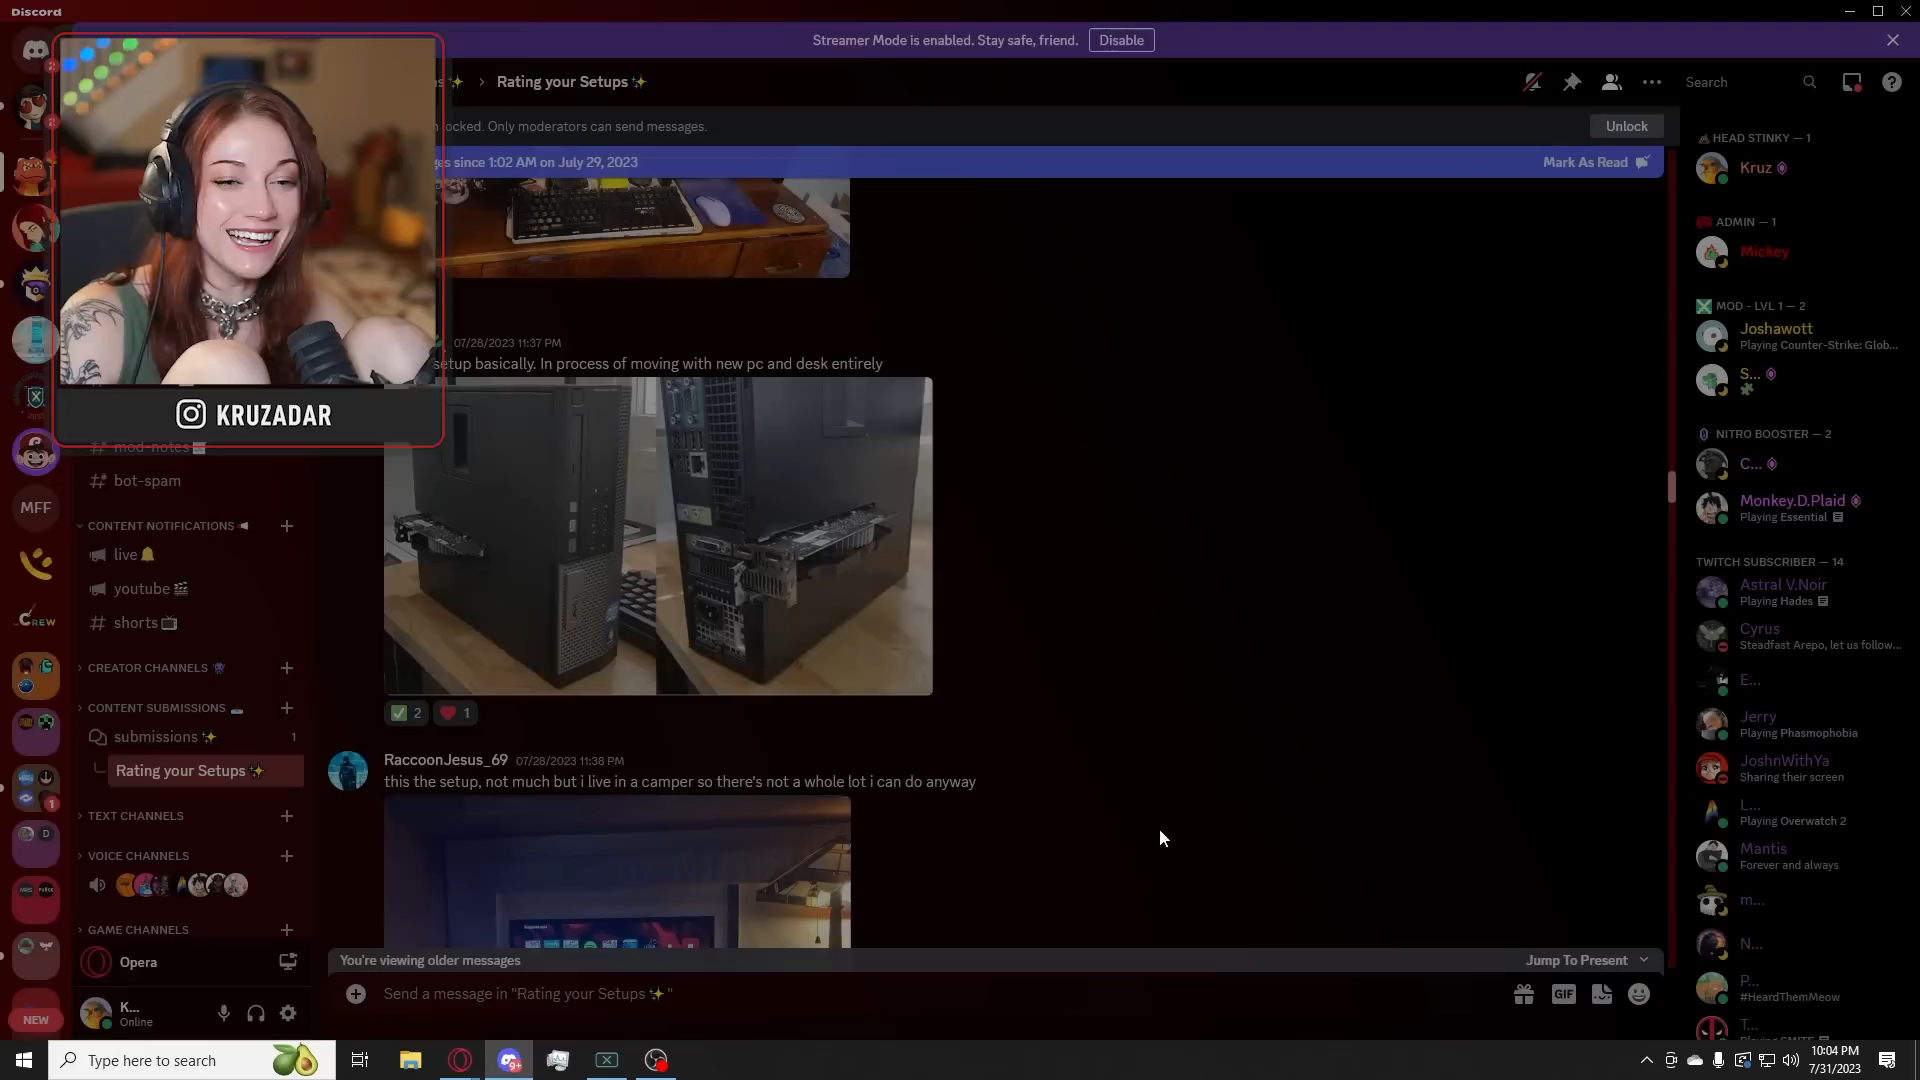 Discord
Streamer Mode is enabled. Stay safe, friend.
Disable
Rating your Setups
Search
ocked. Only moderators can send messages.
Unlock
es since 1:02 AM on July 29, 2023
Mark As Read
07/28/2023 11:37 PM
setup basically. In process of moving with new pc and desk entirely
2
1
RaccoonJesus_69 07/28/2023 11:38 PM
this the setup, not much but i live in a camper so there's not a whole lot i can do anyway
You're viewing older messages
Jump To Present
Send a message in "Rating your Setups"
GIF
KRUZADAR
mod-notes
bot-spam
CONTENT NOTIFICATIONS
live
youtube
shorts
CREATOR CHANNELS
CONTENT SUBMISSIONS
submissions
1
Rating your Setups
TEXT CHANNELS
VOICE CHANNELS
GAME CHANNELS
Opera
K...
Online
MFF
CREW
1
D
NEW
HEAD STINKY — 1
Kruz
ADMIN — 1
Mickey
MOD - LVL 1 — 2
Joshawott
Playing Counter-Strike: Glob...
S...
NITRO BOOSTER — 2
C...
Monkey.D.Plaid
Playing Essential
TWITCH SUBSCRIBER — 14
Astral V.Noir
Playing Hades
Cyrus
Steadfast Arepo, let us follow...
E...
Jerry
Playing Phasmophobia
JoshnWithYa
Sharing their screen
L...
Playing Overwatch 2
Mantis
Forever and always
m...
N...
P...
#HeardThemMeow
T...
Playing SMITE
Type here to search
9+
10:04 PM
7/31/2023